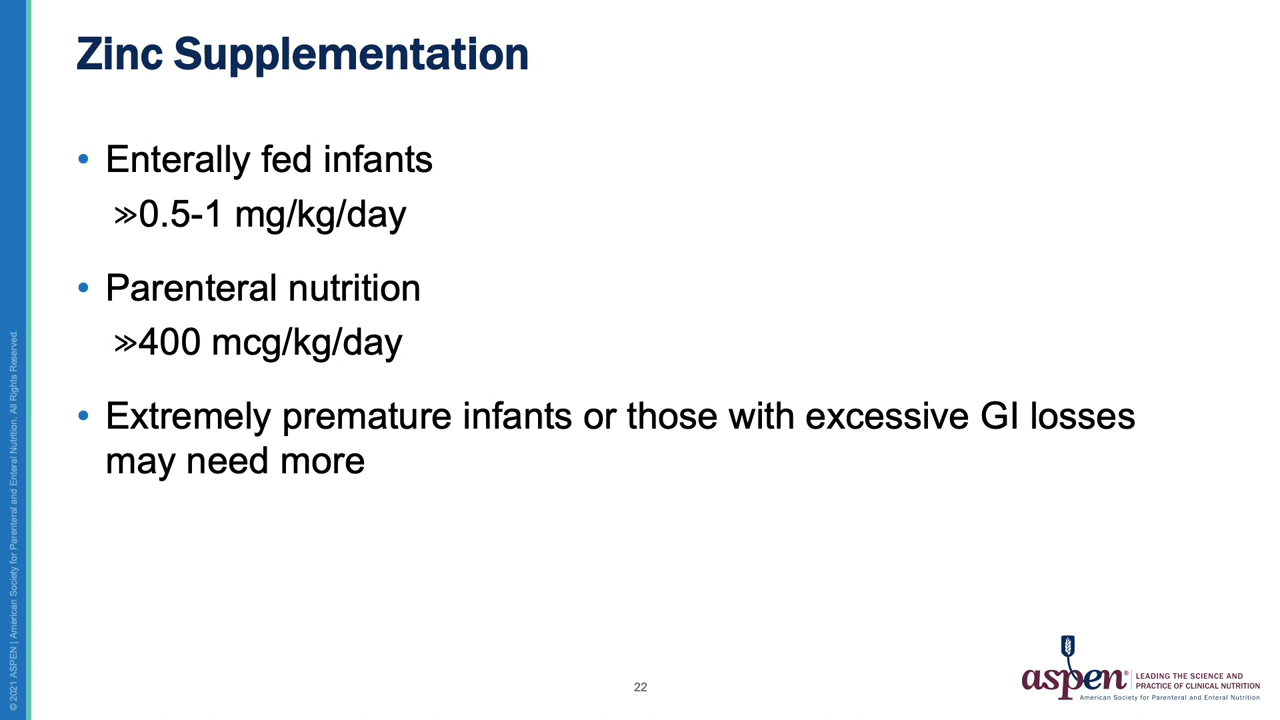 Zinc Supplementation
• Enterally fed infants
»0.5-1 mg/kg/day
• Parenteral nutrition
»400 mcg/kg/day
• Extremely premature infants or those with excessive GI losses
may need more
© 2021 ASPEN | American Society for Parenteral and Enteral Nutrition. All Rights Reserved.
22
aspen®
LEADING THE SCIENCE AND
PRACTICE OF CLINICAL NUTRITION
American Society for Parenteral and Enteral Nutrition